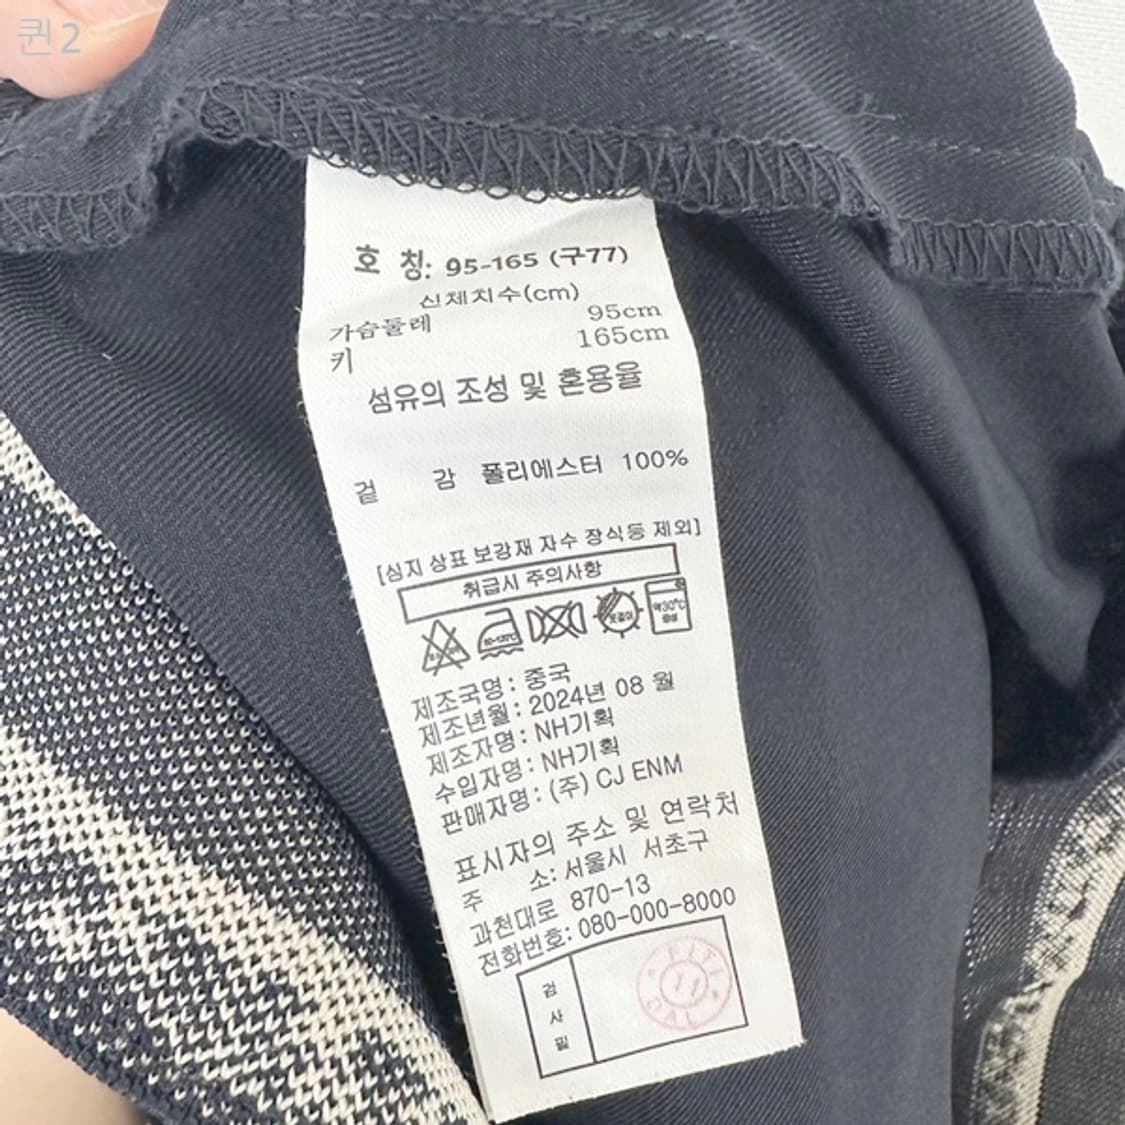 퀸2
호 칭: 95-165 (구77)
신체치수(cm)
가슴둘레 95cm
키 165cm
섬유의 조성 및 혼용율
겉 감 폴리에스터 100%
[심지 상표 보강재 자수 장식등 제외]
취급시 주의사항
약30℃
중성
제조국명: 중국
제조년월: 2024년 08 월
제조자명: NH기획
수입자명: NH기획
판매자명: (주) CJ ENM
표시자의 주소 및 연락처
주 소: 서울시 서초구
과천대로 870-13
전화번호: 080-000-8000
검
사
필
FITI
11